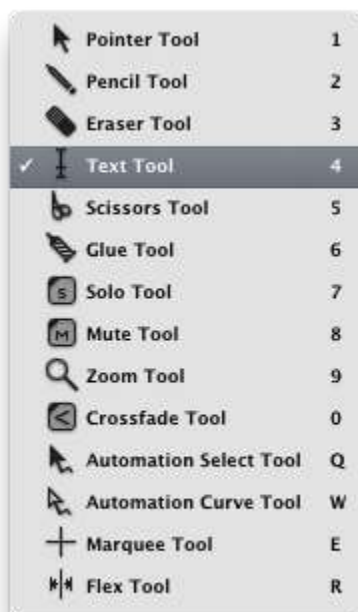 Pointer Tool 1
Pencil Tool 2
Eraser Tool 3
✓ Text Tool 4
Scissors Tool 5
Glue Tool 6
S Solo Tool 7
M Mute Tool 8
Zoom Tool 9
Crossfade Tool 0
Automation Select Tool Q
Automation Curve Tool W
Marquee Tool E
Flex Tool R